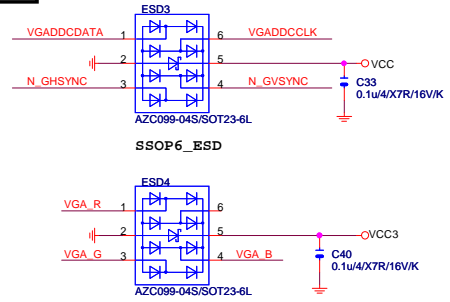 ESD3
VGADDCDATA 1 6 VGADDCCLK
2 5 VCC
N_GHSYNC 3 4 N_GVSYNC
C33
0.1u/4/X7R/16V/K
AZC099-04S/SOT23-6L
SSOP6_ESD
ESD4
VGA_R 1 6
2 5 VCC3
VGA_G 3 4 VGA_B
C40
0.1u/4/X7R/16V/K
AZC099-04S/SOT23-6L